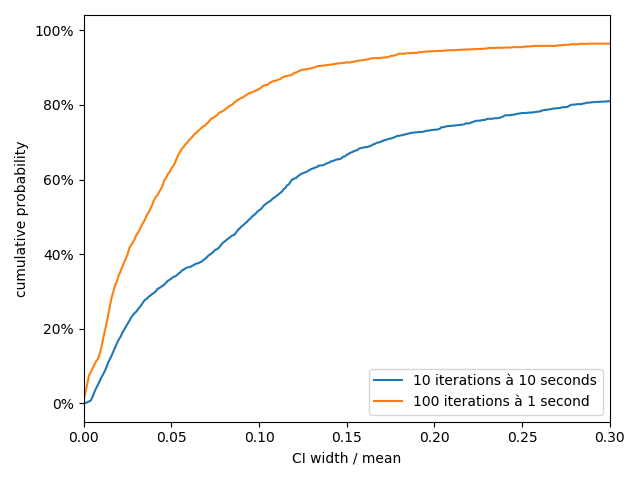 100%
80%
60%
40%
20%
0%
cumulative probability
0.00 0.05 0.10 0.15 0.20 0.25 0.30
CI width / mean
10 iterations à 10 seconds
100 iterations à 1 second